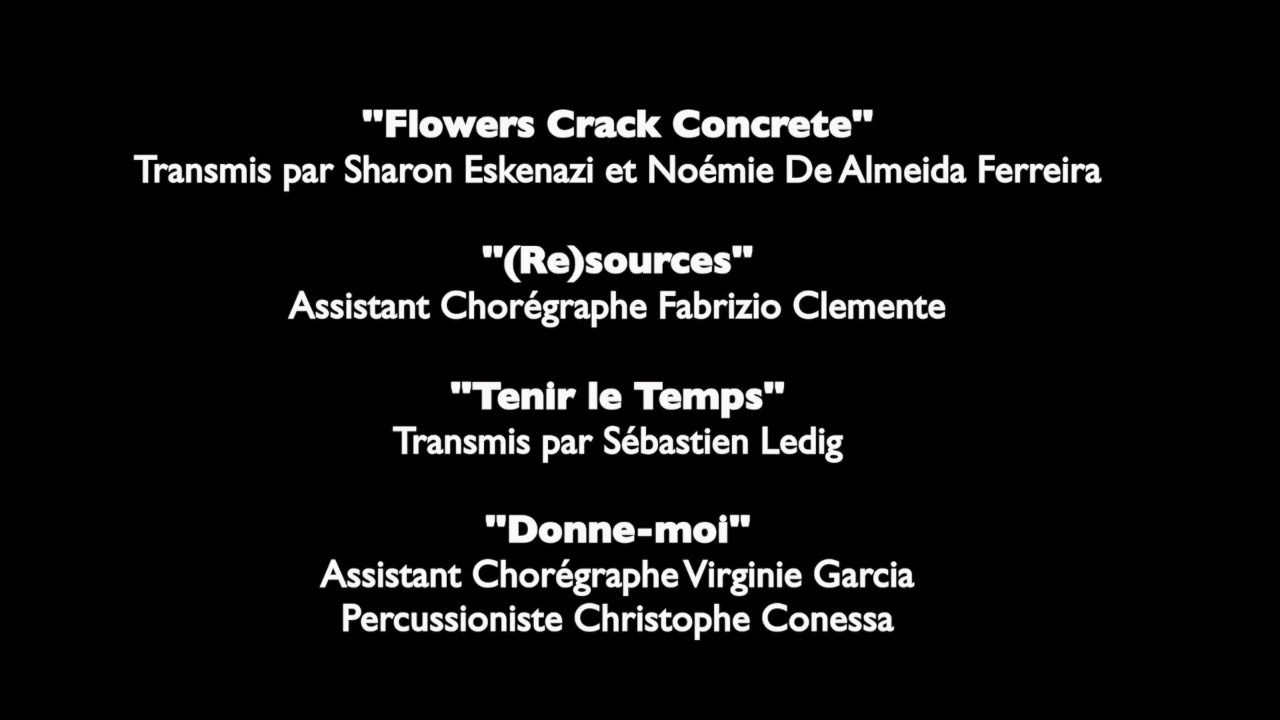 "Flowers Crack Concrete"
Transmis par Sharon Eskenazi et Noémie De Almeida Ferreira
"(Re)sources"
Assistant Chorégraphe Fabrizio Clemente
"Tenir le Temps"
Transmis par Sébastien Ledig
"Donne-moi"
Assistant Chorégraphe Virginie Garcia
Percussioniste Christophe Conessa